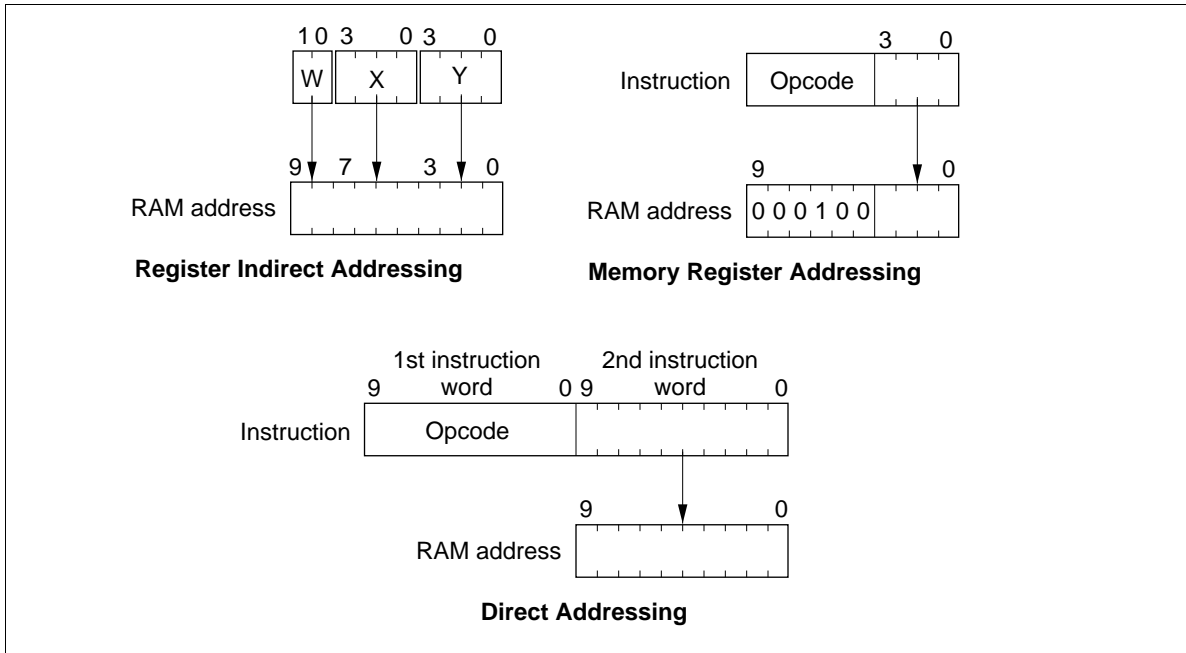 1 0 3 0 3 0
W X Y
9 7 3 0
RAM address
Register Indirect Addressing
3 0
Instruction Opcode
9 0
RAM address 0 0 0 1 0 0
Memory Register Addressing
1st instruction word 2nd instruction word
9 0 9 0
Instruction Opcode
9 0
RAM address
Direct Addressing